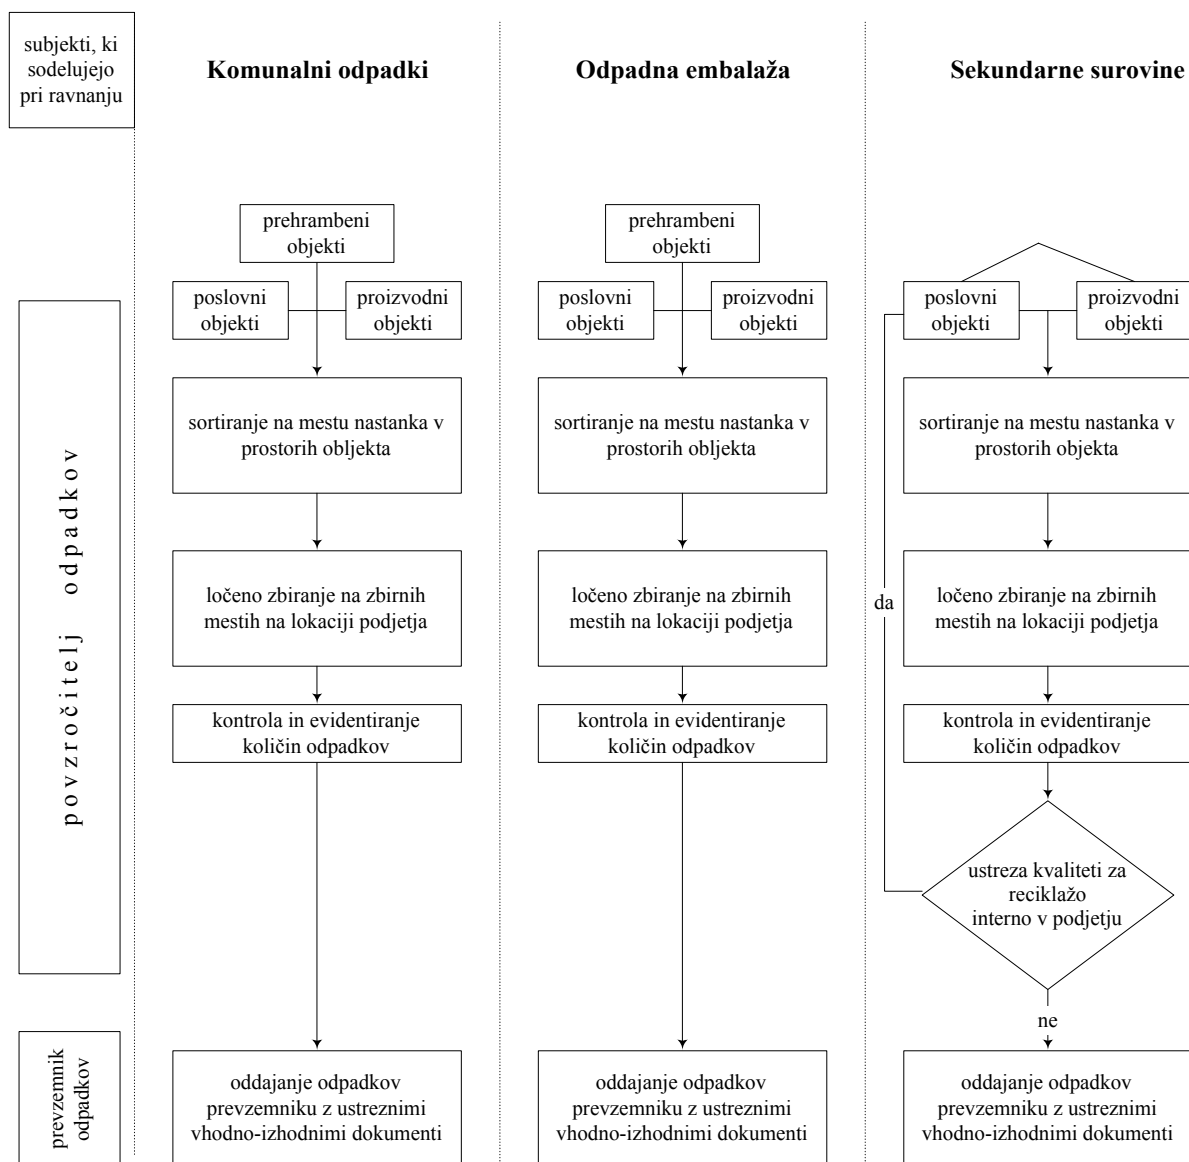 subjekti, ki
sodelujejo
pri ravnanju
Komunalni odpadki
Odpadna embalaža
Sekundarne surovine
povzročitelj odpadkov
prevzemnik
odpadkov
prehrambeni
objekti
poslovni
objekti
proizvodni
objekti
sortiranje na mestu nastanka v
prostorih obljekta
ločeno zbiranje na zbirnih
mestih na lokaciji podjetja
kontrola in evidentiranje
količin odpadkov
oddajanje odpadkov
prevzemniku z ustreznimi
vhodno-izhodnimi dokumenti
prehrambeni
objekti
poslovni
objekti
proizvodni
objekti
sortiranje na mestu nastanka v
prostorih objekta
ločeno zbiranje na zbirnih
mestih na lokaciji podjetja
kontrola in evidentiranje
količin odpadkov
oddajanje odpadkov
prevzemniku z ustreznimi
vhodno-izhodnimi dokumenti
poslovni
objekti
proizvodni
objekti
sortiranje na mestu nastanka v
prostorih objekta
ločeno zbiranje na zbirnih
mestih na lokaciji podjetja
da
kontrola in evidentiranje
količin odpadkov
ustreza kvaliteti za
reciklažo
interno v podjetju
ne
oddajanje odpadkov
prevzemniku z ustreznimi
vhodno-izhodnimi dokumenti